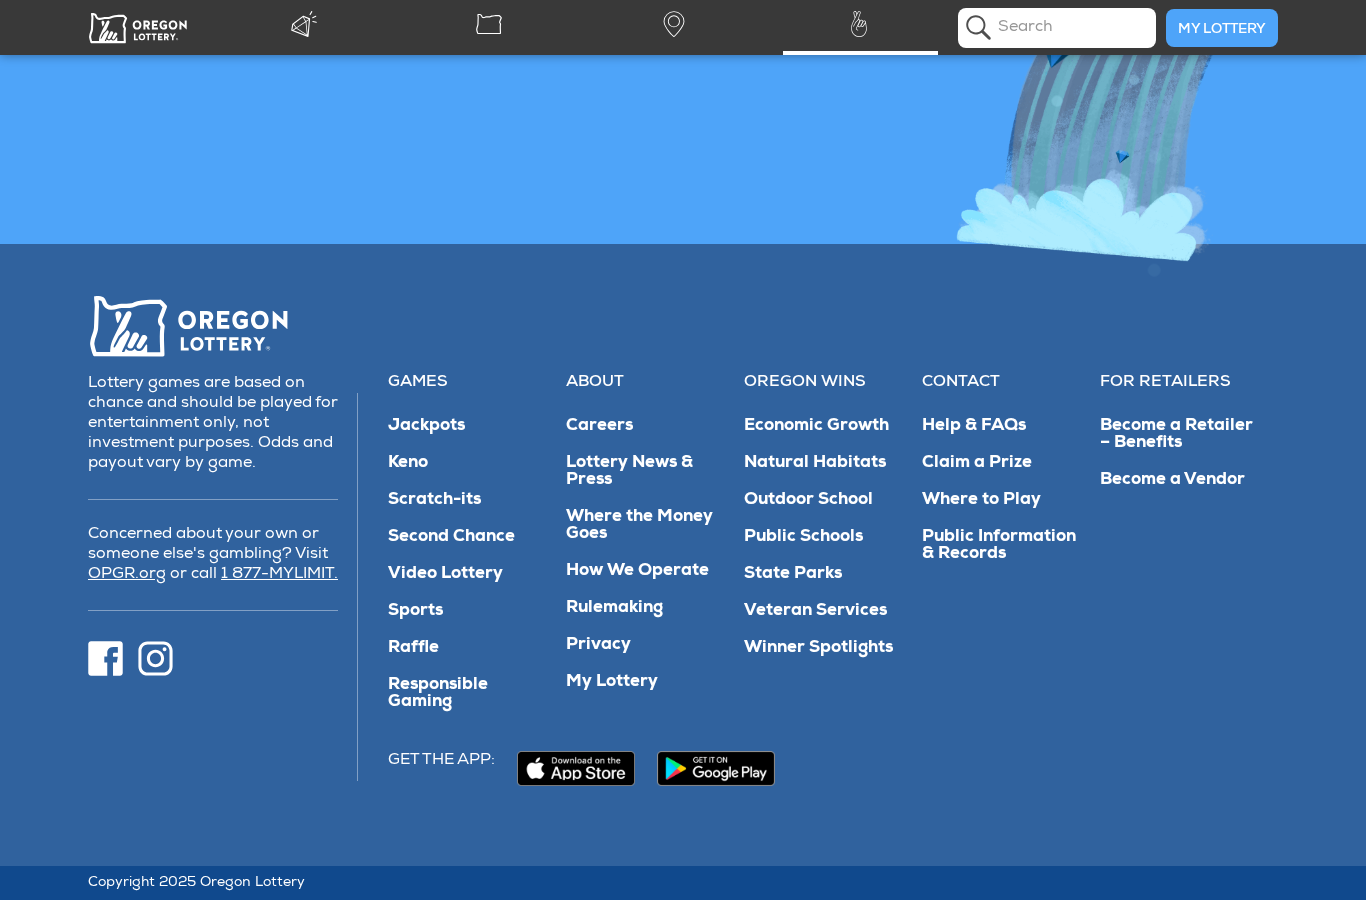 OREGON
LOTTERY
Search
MY LOTTERY
OREGON
LOTTERY
Lottery games are based on
chance and should be played for
entertainment only, not
investment purposes. Odds and
payout vary by game.
Concerned about your own or
someone else's gambling? Visit
OPGR.org or call 1 877-MYLIMIT.
GAMES
Jackpots
Keno
Scratch-its
Second Chance
Video Lottery
Sports
Raffle
Responsible
Gaming
ABOUT
Careers
Lottery News &
Press
Where the Money
Goes
How We Operate
Rulemaking
Privacy
My Lottery
OREGON WINS
Economic Growth
Natural Habitats
Outdoor School
Public Schools
State Parks
Veteran Services
Winner Spotlights
CONTACT
Help & FAQs
Claim a Prize
Where to Play
Public Information
& Records
FOR RETAILERS
Become a Retailer
– Benefits
Become a Vendor
GET THE APP:
Download on the
App Store
GET IT ON
Google Play
Copyright 2025 Oregon Lottery